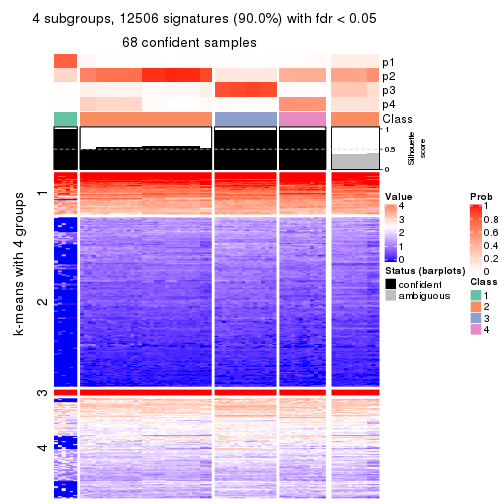 4 subgroups, 12506 signatures (90.0%) with fdr < 0.05
68 confident samples
p1
p2
p3
p4
Class
1
0.5
0
Silhouette
score
k-means with 4 groups
1
2
3
4
Value
4
3
2
1
0
Status (barplots)
confident
ambiguous
Prob
1
0.8
0.6
0.4
0.2
0
Class
1
2
3
4